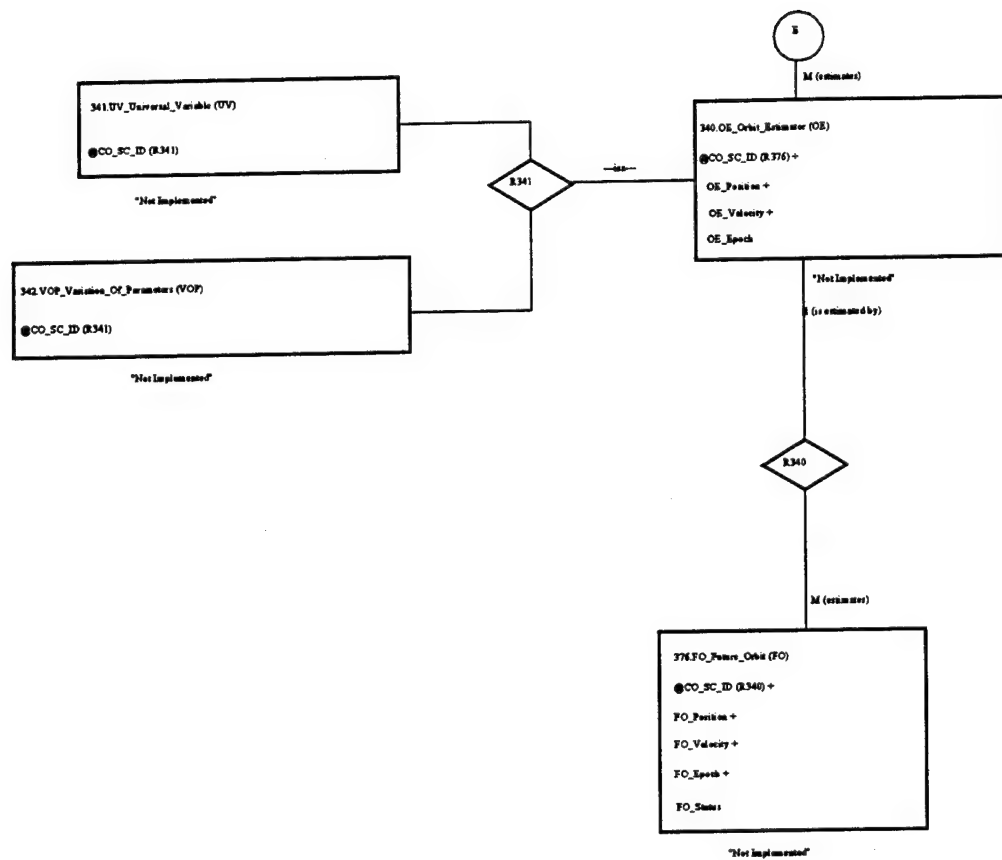 E
M (estimates)
341.UV_Universal_Variable (UV)
@CO_SC_ID (R341)
"Not Implemented"
R341
isa
340.OE_Orbit_Estimator (OE)
@CO_SC_ID (R376) +
OE_Position +
OE_Velocity +
OE_Epoch
"Not Implemented"
(is estimated by)
342.VOP_Variation_Of_Parameters (VOP)
@CO_SC_ID (R341)
"Not Implemented"
R340
M (estimates)
376.FO_Future_Orbit (FO)
@CO_SC_ID (R340) +
FO_Position +
FO_Velocity +
FO_Epoch +
FO_Status
"Not Implemented"